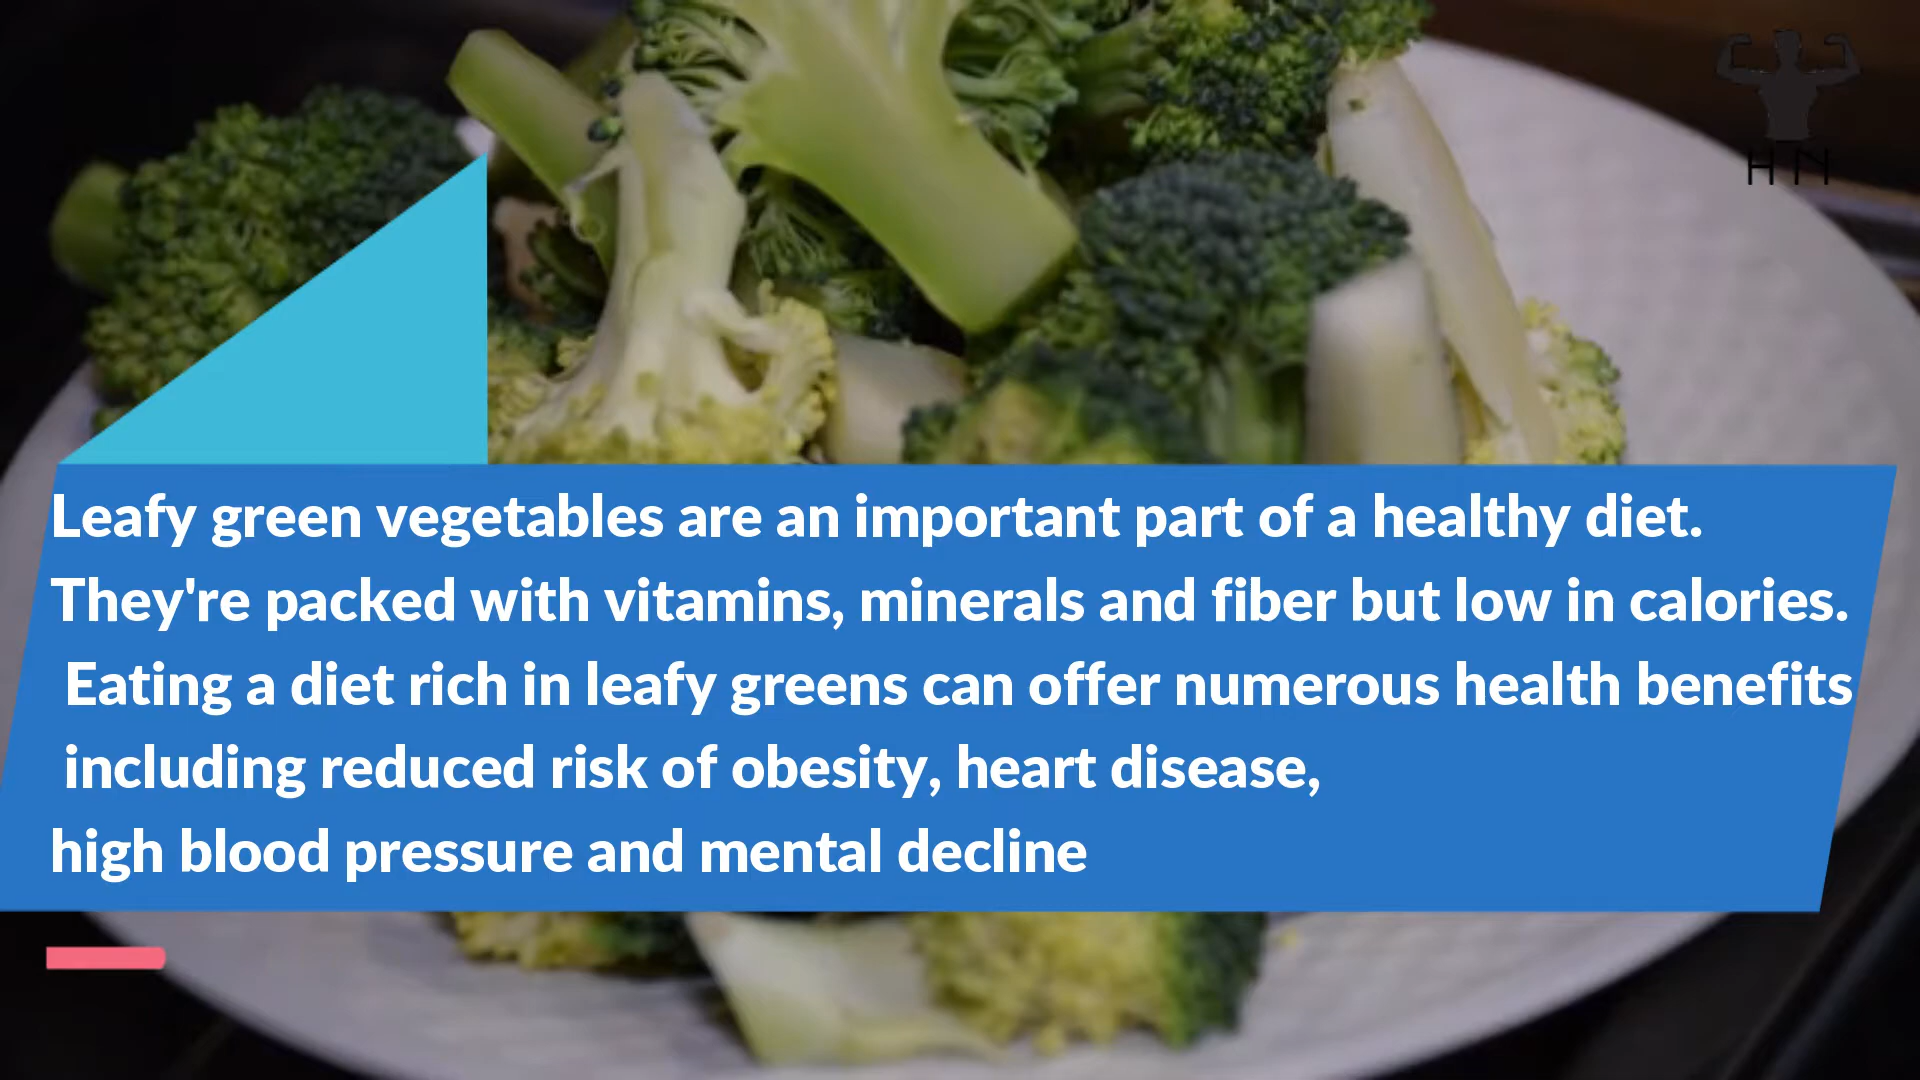 H N
Leafy green vegetables are an important part of a healthy diet.
They're packed with vitamins, minerals and fiber but low in calories.
Eating a diet rich in leafy greens can offer numerous health benefits
including reduced risk of obesity, heart disease,
high blood pressure and mental decline